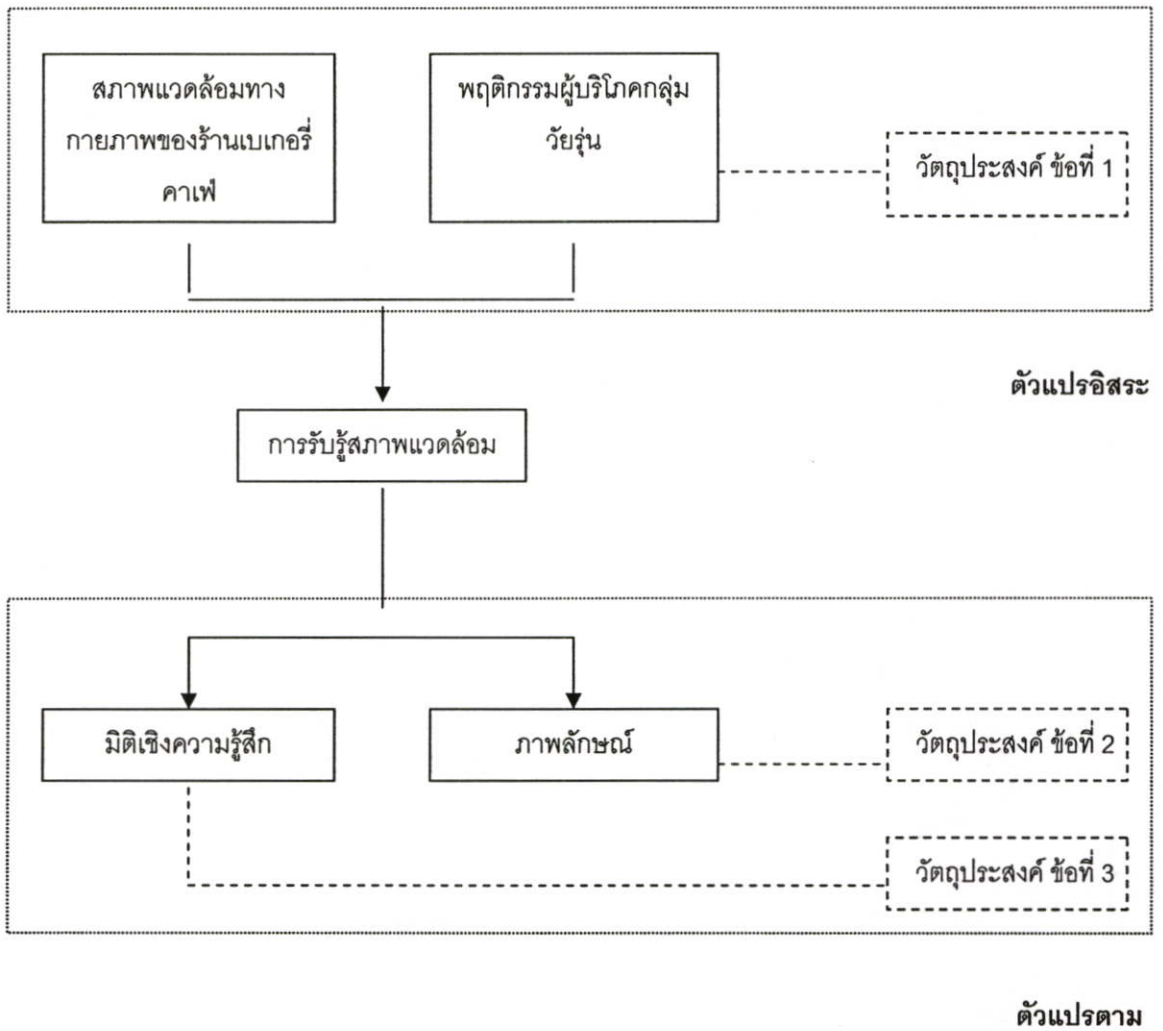 สภาพแวดล้อมทาง
กายภาพของร้านเบเกอรี่
คาเฟ่
พฤติกรรมผู้บริโภคกลุ่ม
วัยรุ่น
วัตถุประสงค์ ข้อที่ 1
ตัวแปรอิสระ
การรับรู้สภาพแวดล้อม
มิติเชิงความรู้สึก
ภาพลักษณ์
วัตถุประสงค์ ข้อที่ 2
วัตถุประสงค์ ข้อที่ 3
ตัวแปรตาม